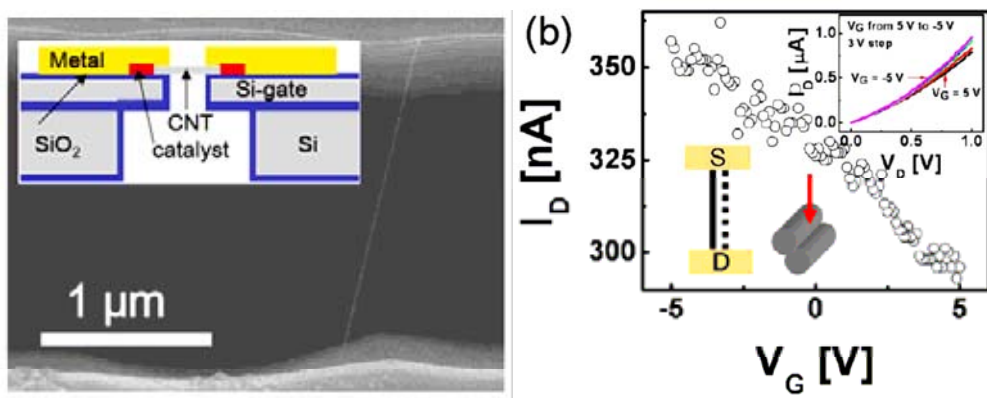 Metal
Si-gate
SiO2
CNT
catalyst
Si
1 μm
(b)
ID [nA]
350
325
300
-5
0
5
VG [V]
S
D
VG from 5 V to -5 V
3 V step
VG = -5 V
VG = 5 V
ID [μA]
1.0
0.5
0.0
0.0
0.5
1.0
VD [V]